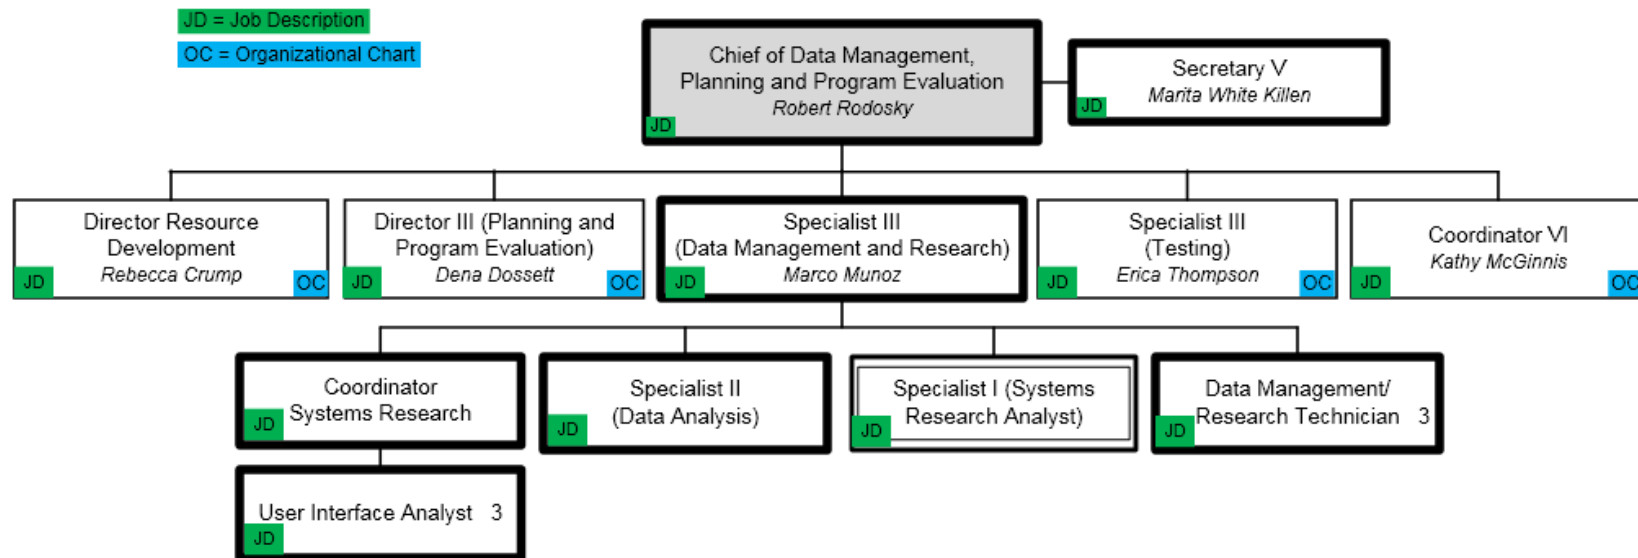 JD = Job Description
OC = Organizational Chart
Chief of Data Management,
Planning and Program Evaluation
Robert Rodosky
JD
Secretary V
Marita White Killen
JD
Director Resource
Development
Rebecca Crump
JD
OC
Director III (Planning and
Program Evaluation)
Dena Dossett
JD
OC
Specialist III
(Data Management and Research)
Marco Munoz
JD
Specialist III
(Testing)
Erica Thompson
JD
OC
Coordinator VI
Kathy McGinnis
JD
OC
Coordinator
Systems Research
JD
Specialist II
(Data Analysis)
JD
Specialist I (Systems
Research Analyst)
JD
Data Management/
Research Technician 3
JD
User Interface Analyst 3
JD